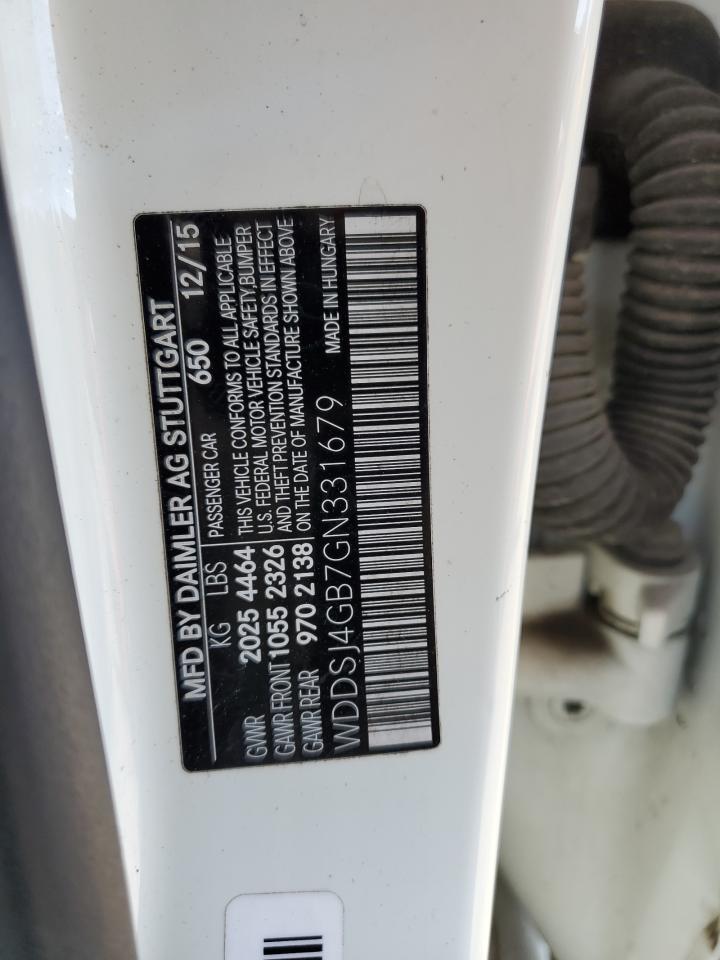 MFD BY DAIMLER AG STUTTGART
650 12/15
KG LBS PASSENGER CAR
GWR 2025 4464 THIS VEHICLE CONFORMS TO ALL APPLICABLE
U.S. FEDERAL MOTOR VEHICLE SAFETY,BUMPER
GAWR FRONT 1055 2326 AND THEFT PREVENTION STANDARDS IN EFFECT
GAWR REAR 970 2138 ON THE DATE OF MANUFACTURE SHOWN ABOVE
WDDSJ4GB7GN331679 MADE IN HUNGARY